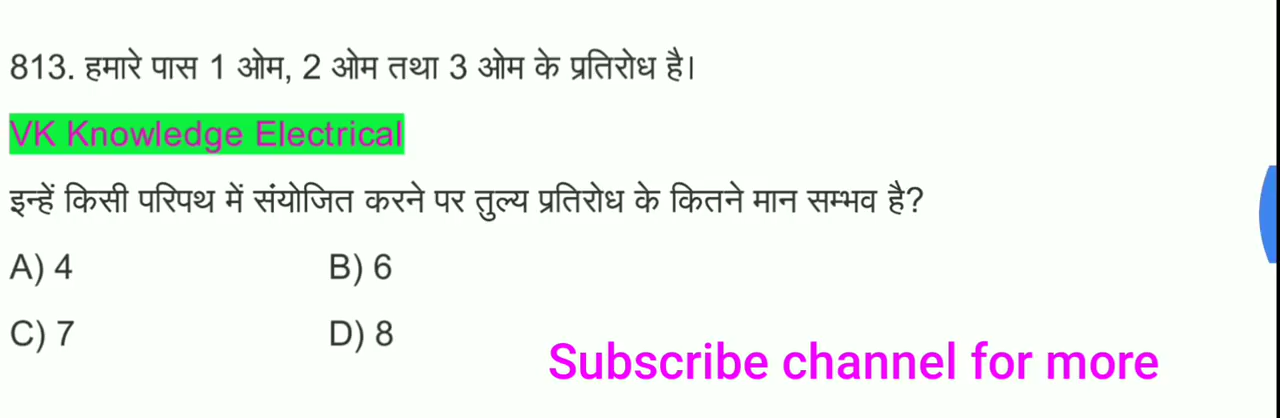 813. हमारे पास 1 ओम, 2 ओम तथा 3 ओम के प्रतिरोध है।
VK Knowledge Electrical
इन्हें किसी परिपथ में संयोजित करने पर तुल्य प्रतिरोध के कितने मान सम्भव है?
A) 4 B) 6
C) 7 D) 8
Subscribe channel for more